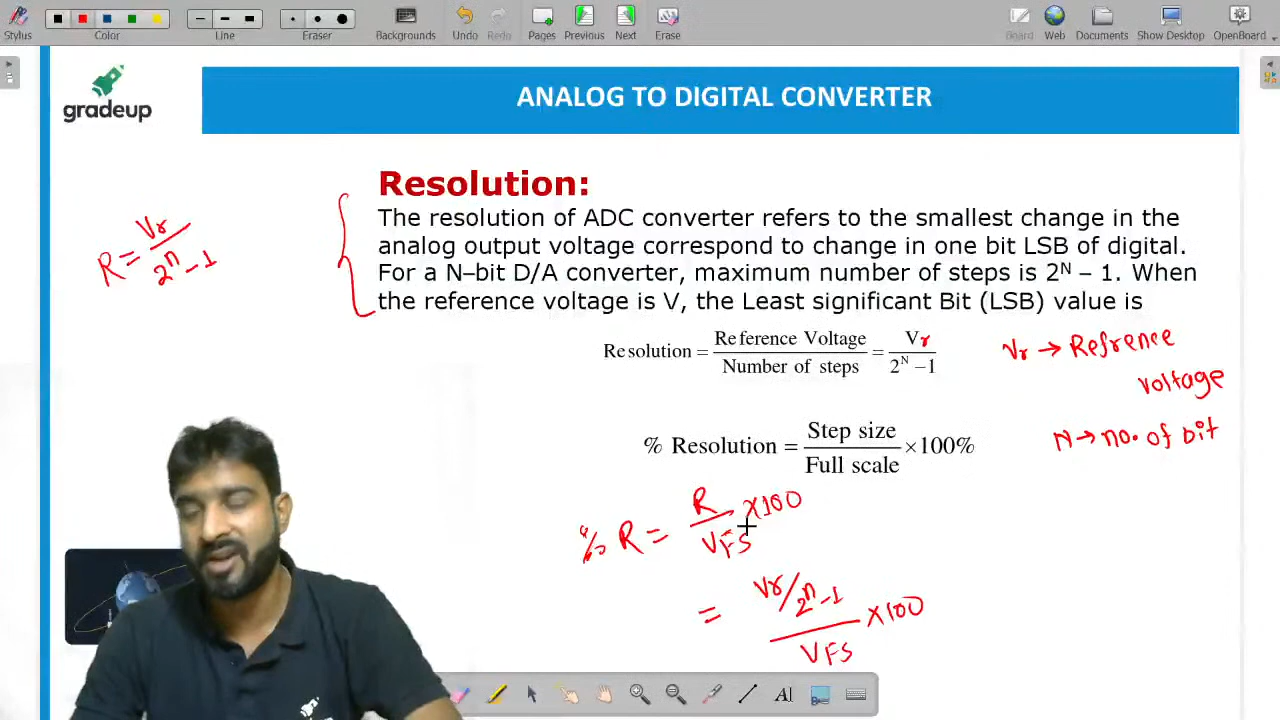 Stylus
Color
Line
Eraser
Backgrounds
Undo
Redo
Pages
Previous
Next
Erase
Board
Web
Documents
Show Desktop
OpenBoard
gradeup
ANALOG TO DIGITAL CONVERTER
Resolution:
The resolution of ADC converter refers to the smallest change in the
analog output voltage correspond to change in one bit LSB of digital.
For a N–bit D/A converter, maximum number of steps is 2ᴺ – 1. When
the reference voltage is V, the Least significant Bit (LSB) value is
R = Vr / 2ⁿ - 1
Resolution = Reference Voltage / Number of steps = Vr / 2ᴺ – 1
Vr → Refrence
voltage
N → no. of bit
% Resolution = Step size / Full scale × 100%
% R = R / VFS × 100
= Vr/2ⁿ-1 / VFS × 100